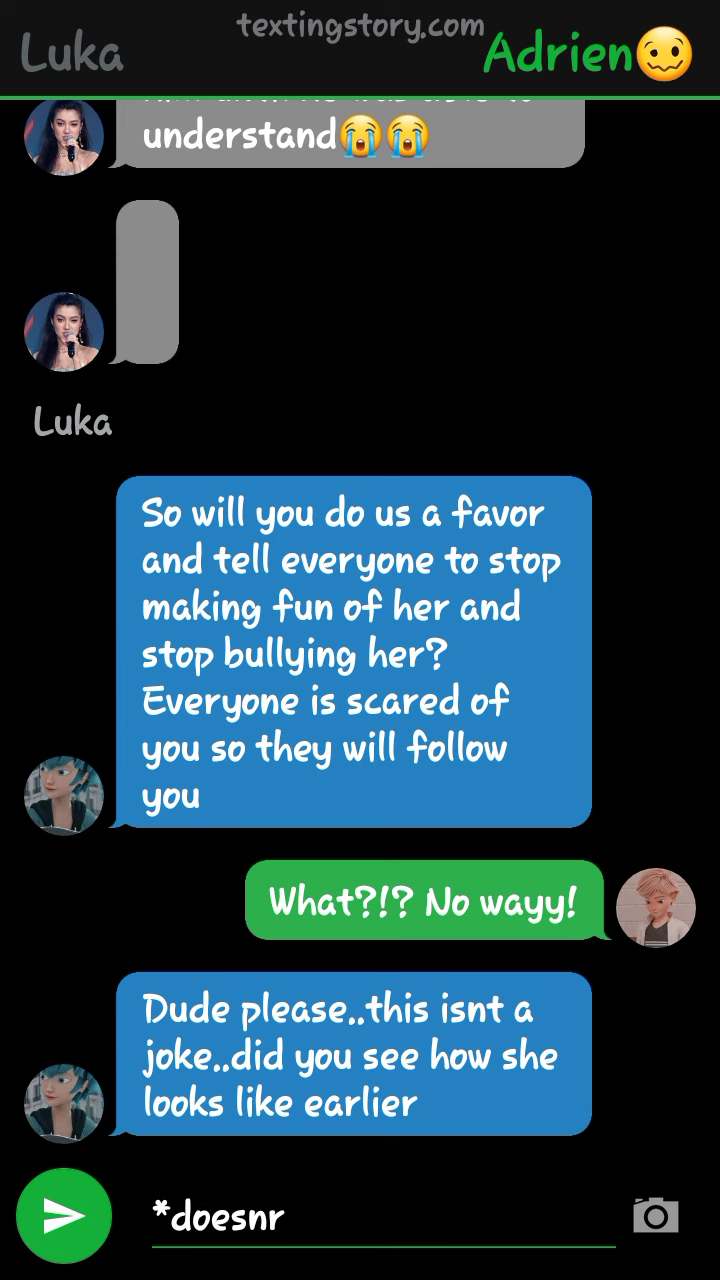 textingstory.com
Luka
Adrien🥴
understand😭😭
Luka
So will you do us a favor
and tell everyone to stop
making fun of her and
stop bullying her?
Everyone is scared of
you so they will follow
you
What?!? No wayy!
Dude please..this isnt a
joke..did you see how she
looks like earlier
*doesnr